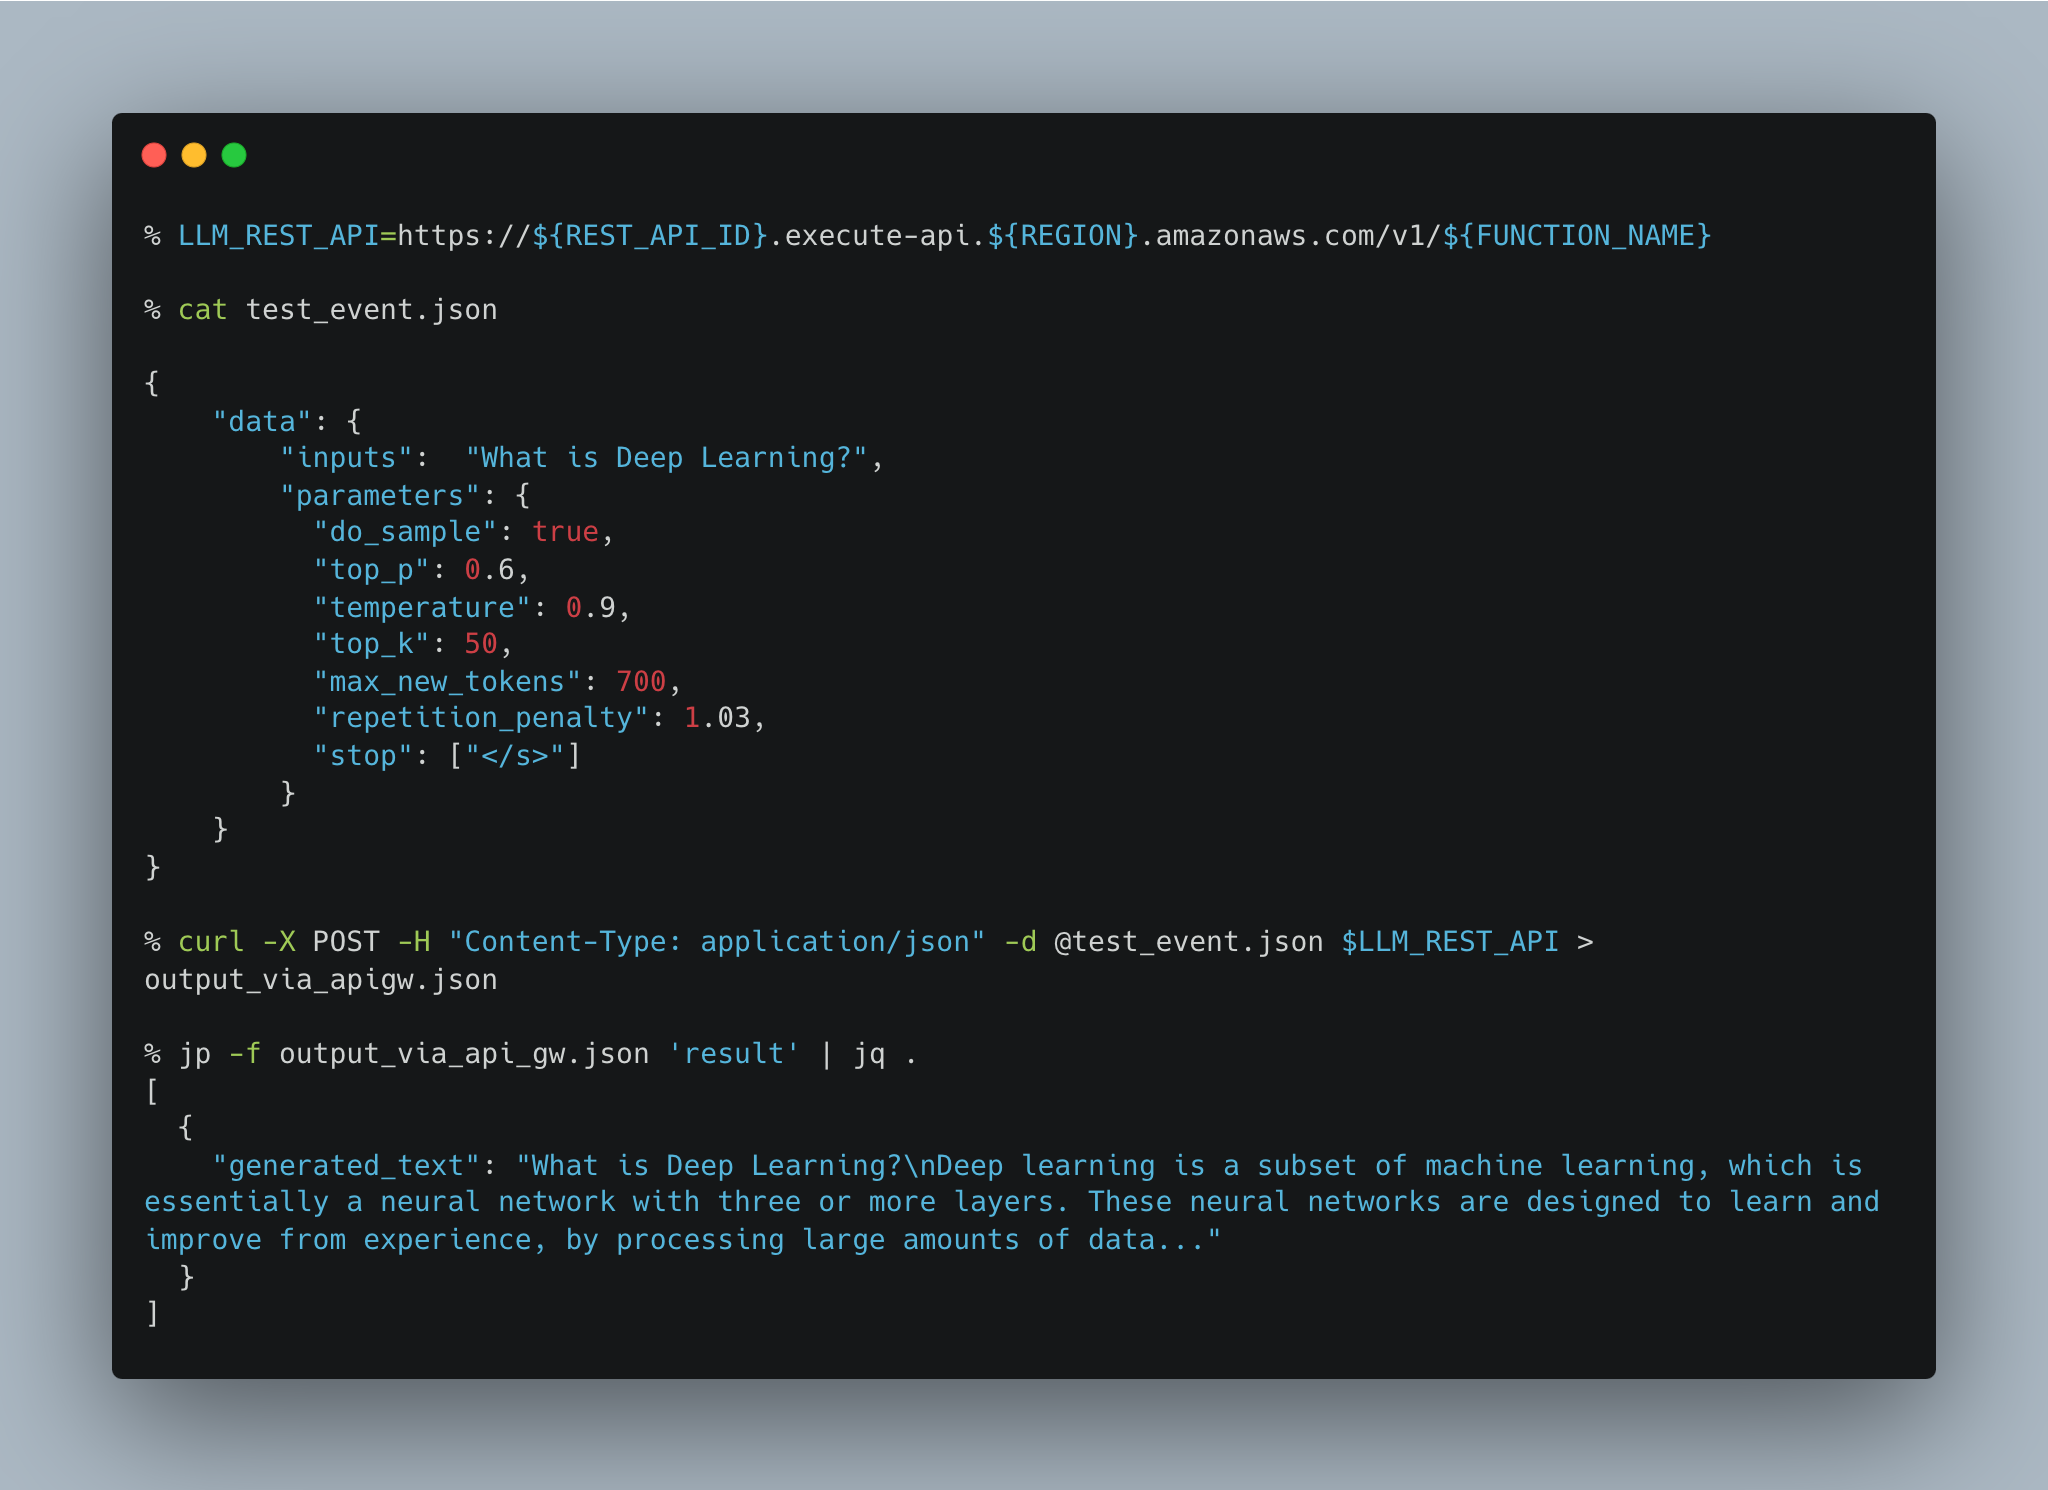 % LLM_REST_API=https://${REST_API_ID}.execute-api.${REGION}.amazonaws.com/v1/${FUNCTION_NAME}
% cat test_event.json
{
    "data": {
        "inputs":  "What is Deep Learning?",
        "parameters": {
          "do_sample": true,
          "top_p": 0.6,
          "temperature": 0.9,
          "top_k": 50,
          "max_new_tokens": 700,
          "repetition_penalty": 1.03,
          "stop": ["</s>"]
        }
    }
}
% curl -X POST -H "Content-Type: application/json" -d @test_event.json $LLM_REST_API >
output_via_apigw.json
% jp -f output_via_api_gw.json 'result' | jq .
[
  {
    "generated_text": "What is Deep Learning?\nDeep learning is a subset of machine learning, which is
essentially a neural network with three or more layers. These neural networks are designed to learn and
improve from experience, by processing large amounts of data..."
  }
]